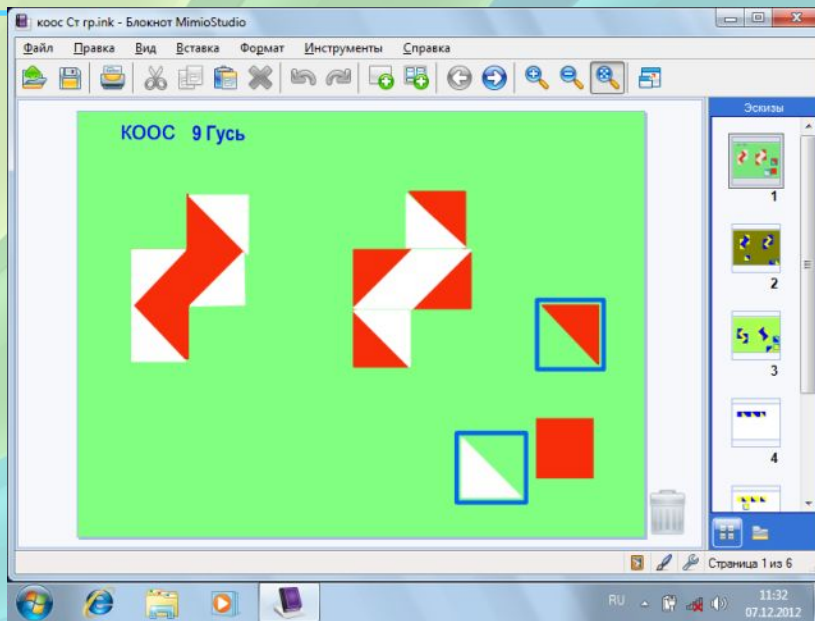 коос Ст гр.ink - Блокнот MimioStudio
Файл Правка Вид Вставка Формат Инструменты Справка
Эскизы
КООС 9 Гусь
1
2
3
4
Страница 1 из 6
RU
11:32
07.12.2012